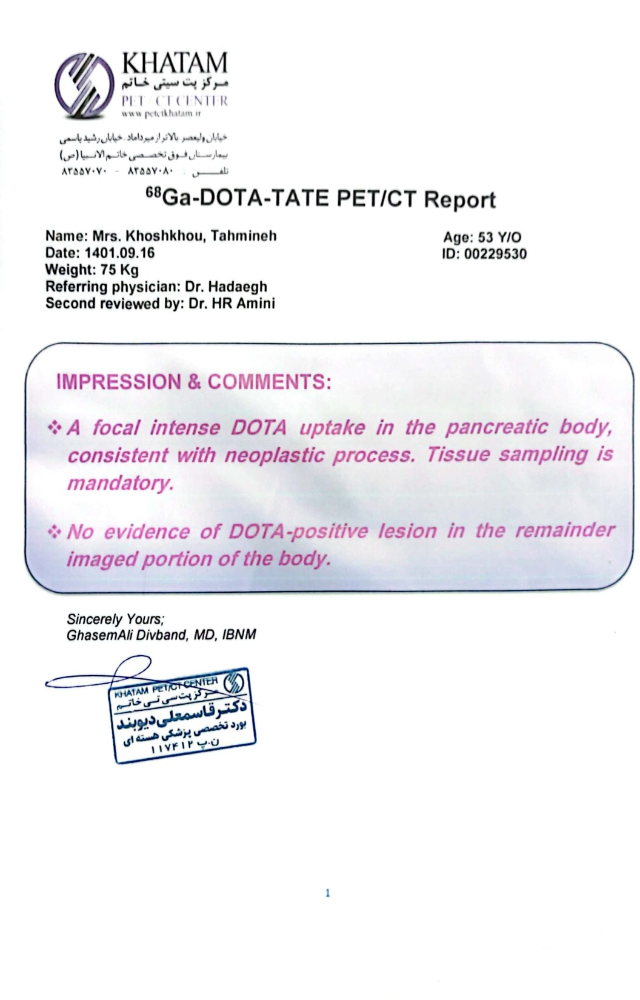 KHATAM
مرکز پت سیتی خاتم
PET / CT CENTER
www.petctkhatam.ir
خیابان ولیعصر. بالاتر از میرداماد. خیابان رشید یاسمی
بیمارستان فوق تخصصی خاتم الانبیا (ص)
تلفن : ۸۳۵۵۷۰۸۰ - ۸۳۵۵۷۰۷۰
68Ga-DOTA-TATE PET/CT Report
Name: Mrs. Khoshkhou, Tahmineh
Age: 53 Y/O
Date: 1401.09.16
ID: 00229530
Weight: 75 Kg
Referring physician: Dr. Hadaegh
Second reviewed by: Dr. HR Amini
IMPRESSION & COMMENTS:
❖ A focal intense DOTA uptake in the pancreatic body,
consistent with neoplastic process. Tissue sampling is
mandatory.
❖ No evidence of DOTA-positive lesion in the remainder
imaged portion of the body.
Sincerely Yours;
GhasemAli Divband, MD, IBNM
KHATAM PET/CT CENTER
مرکز پت سی تی خاتم
دکتر قاسمعلی دیوبند
بورد تخصصی پزشکی هسته ای
ن.پ ۱۱۷۴۱۲
1